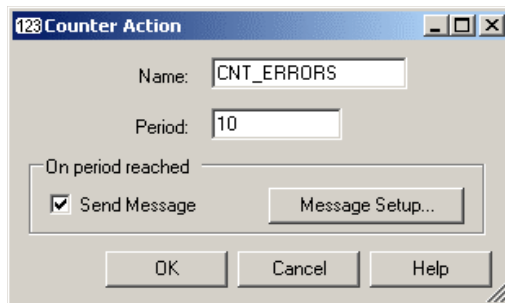 123 Counter Action
Name: CNT_ERRORS
Period: 10
On period reached
Send Message Message Setup...
OK Cancel Help